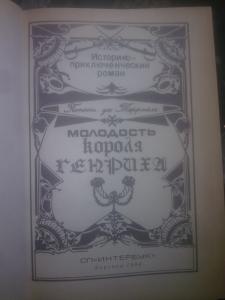 Историко-
приключенческий
роман
Понсон дю Террайль
МОЛОДОСТЬ
короля
ГЕНРИХА
СП «ИНТЕРБУК»